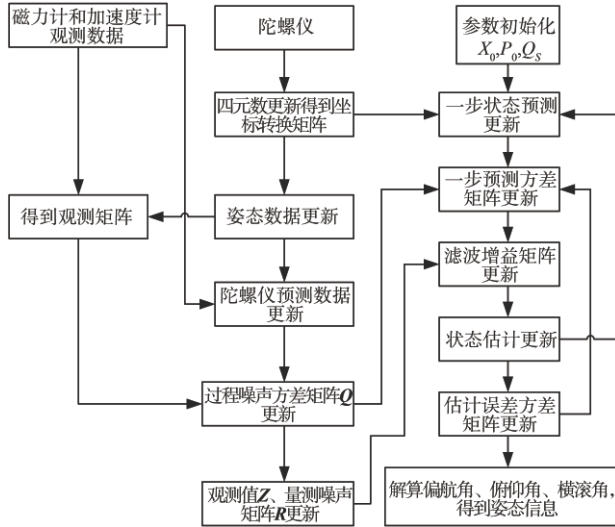 磁力计和加速度计
观测数据
陀螺仪
参数初始化
X₀,P₀,Q_S
四元数更新得到坐
标转换矩阵
一步状态预测
更新
一步预测方差
矩阵更新
得到观测矩阵
姿态数据更新
滤波增益矩阵
更新
陀螺仪预测数据
更新
状态估计更新
过程噪声方差矩阵Q
更新
估计误差方差
矩阵更新
观测值Z、量测噪声
矩阵R更新
解算偏航角、俯仰角、横滚角,
得到姿态信息